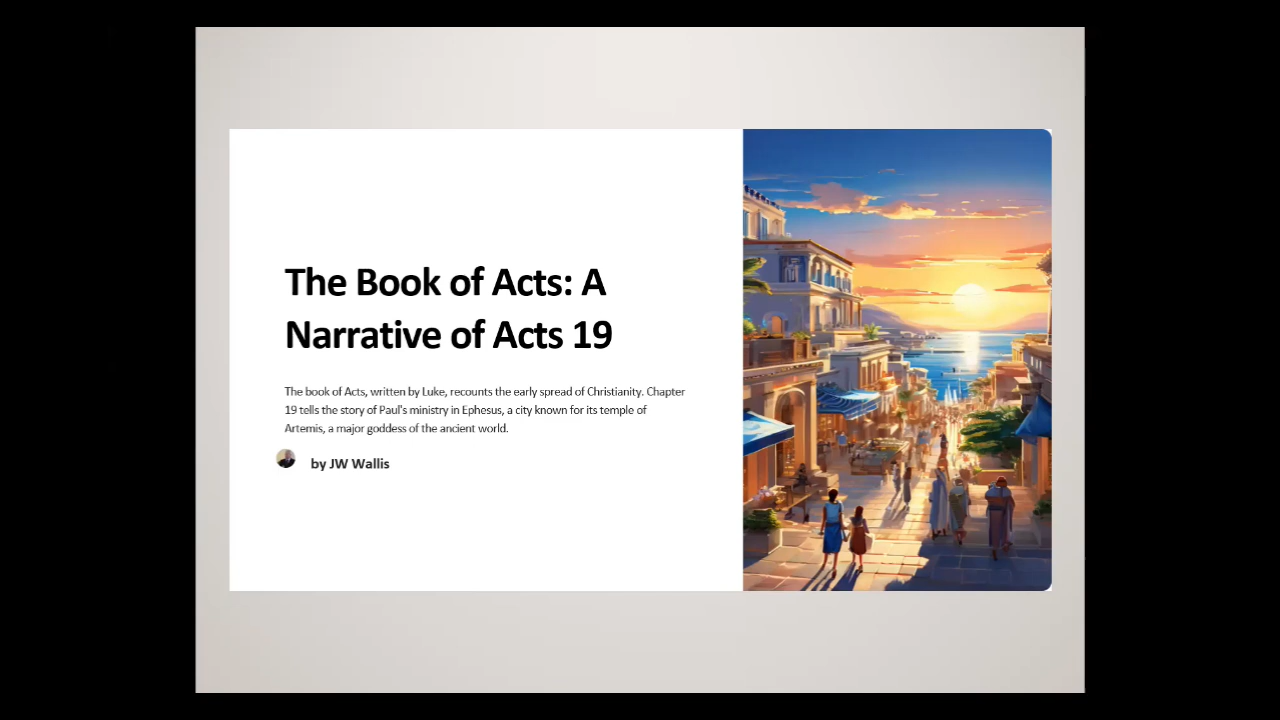 The Book of Acts: A
Narrative of Acts 19
The book of Acts, written by Luke, recounts the early spread of Christianity. Chapter
19 tells the story of Paul's ministry in Ephesus, a city known for its temple of
Artemis, a major goddess of the ancient world.
by JW Wallis